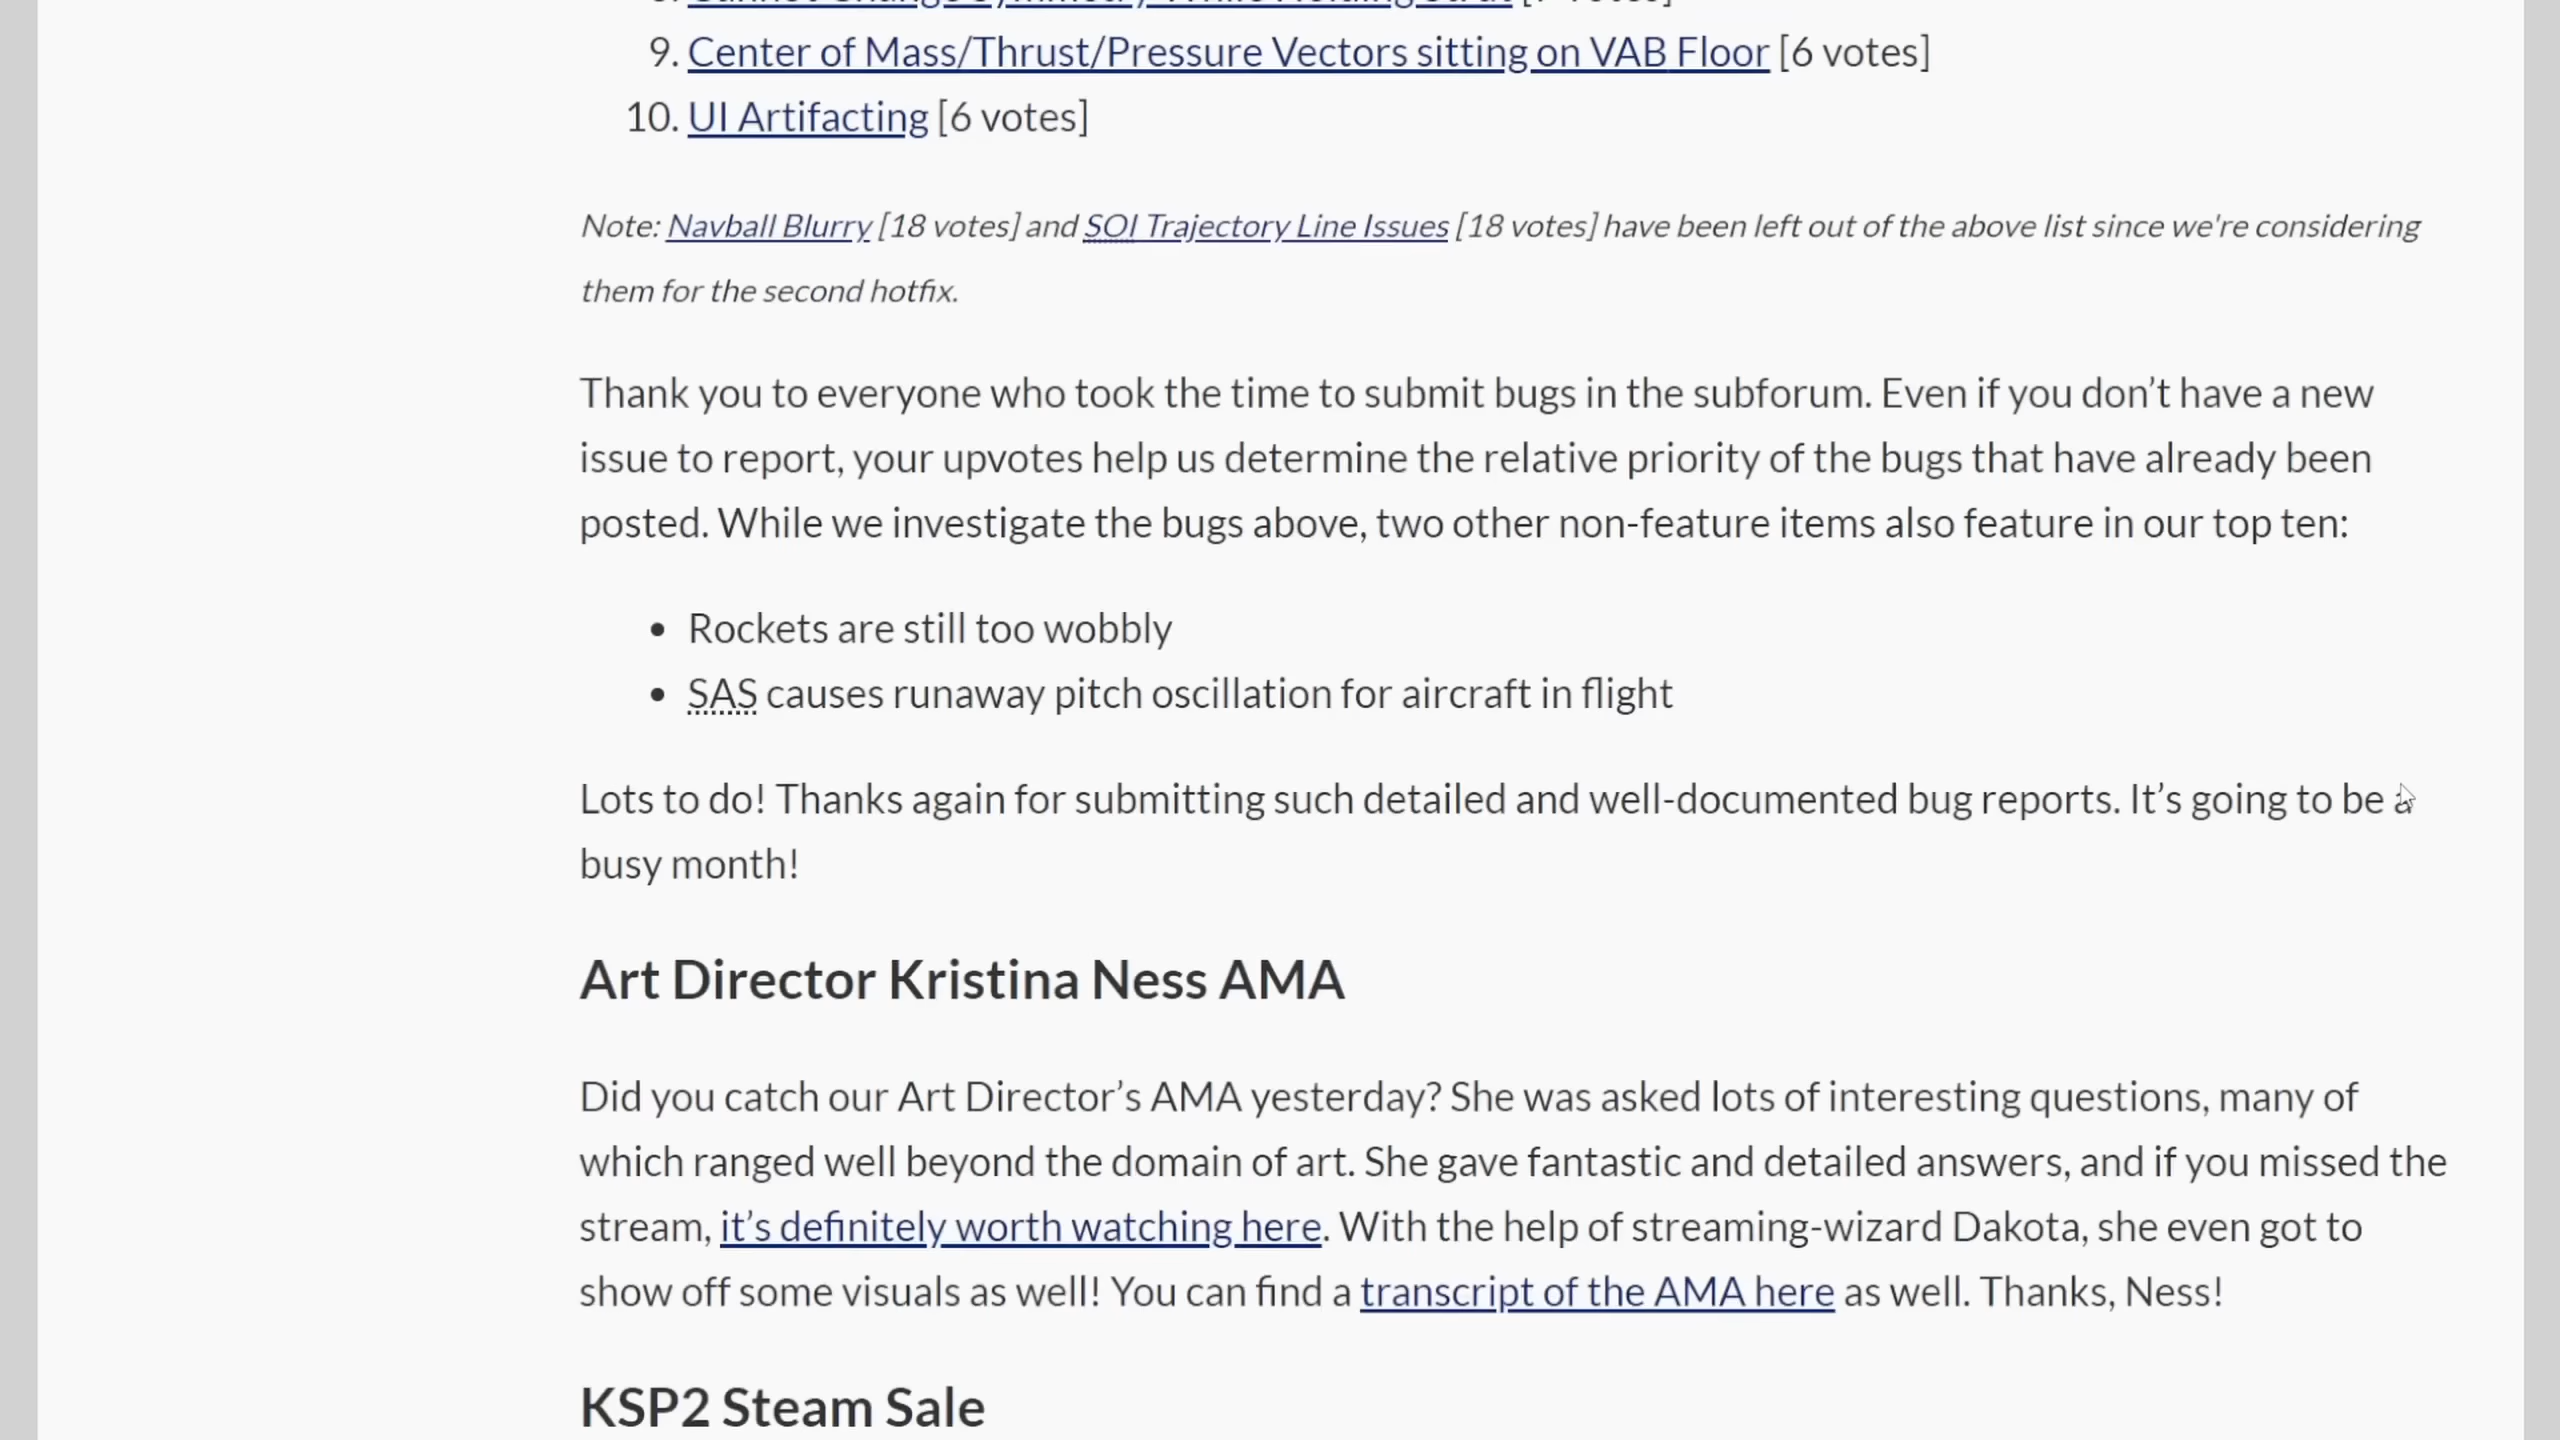 9. Center of Mass/Thrust/Pressure Vectors sitting on VAB Floor [6 votes]
10. UI Artifacting [6 votes]
Note: Navball Blurry [18 votes] and SOI Trajectory Line Issues [18 votes] have been left out of the above list since we're considering
them for the second hotfix.
Thank you to everyone who took the time to submit bugs in the subforum. Even if you don’t have a new
issue to report, your upvotes help us determine the relative priority of the bugs that have already been
posted. While we investigate the bugs above, two other non-feature items also feature in our top ten:
• Rockets are still too wobbly
• SAS causes runaway pitch oscillation for aircraft in flight
Lots to do! Thanks again for submitting such detailed and well-documented bug reports. It’s going to be a
busy month!
Art Director Kristina Ness AMA
Did you catch our Art Director’s AMA yesterday? She was asked lots of interesting questions, many of
which ranged well beyond the domain of art. She gave fantastic and detailed answers, and if you missed the
stream, it’s definitely worth watching here. With the help of streaming-wizard Dakota, she even got to
show off some visuals as well! You can find a transcript of the AMA here as well. Thanks, Ness!
KSP2 Steam Sale